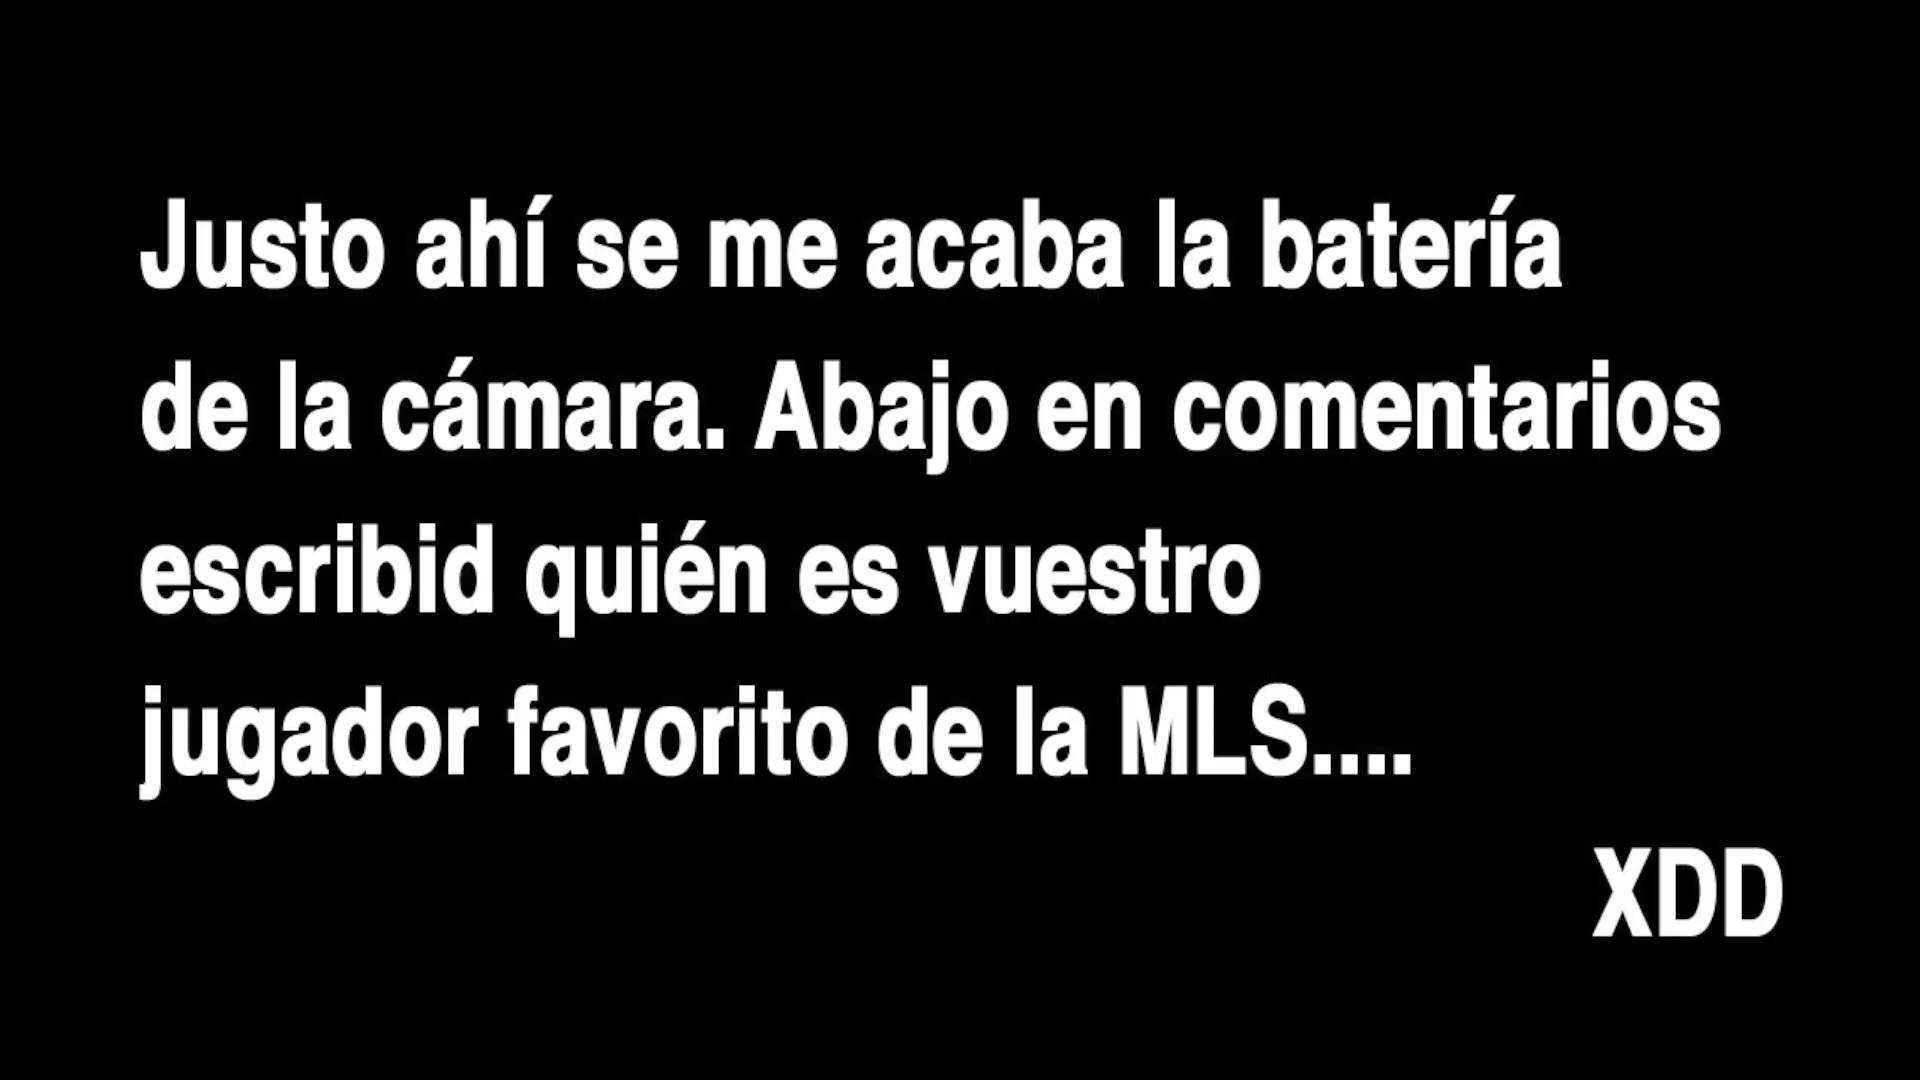 Justo ahí se me acaba la batería
de la cámara. Abajo en comentarios
escribid quién es vuestro
jugador favorito de la MLS....
XDD